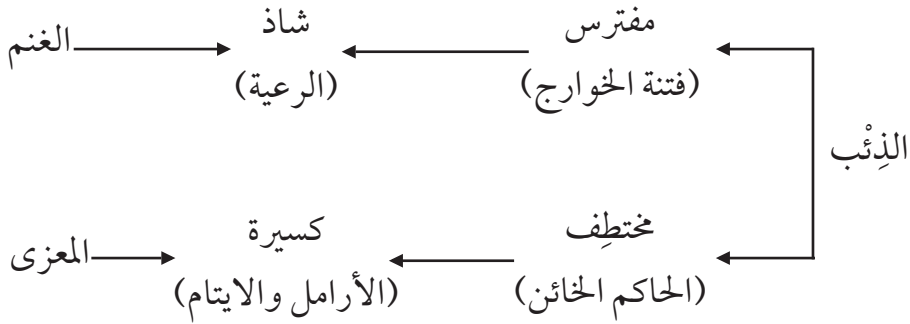 الذِئْب
مفترس
(فتنة الخوارج)
شاذ
(الرعية)
الغنم
مختطِف
(الحاكم الخائن)
كسيرة
(الأرامل والايتام)
المعزى